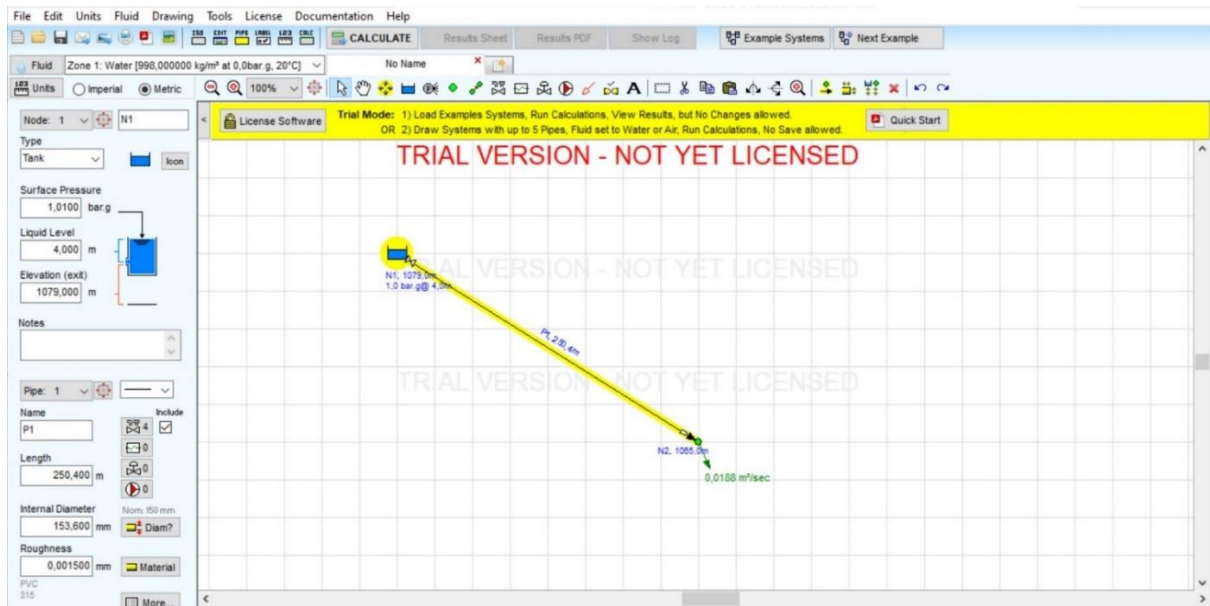 File Edit Units Fluid Drawing Tools License Documentation Help
ISO EDIT PIPE LABEL 123 CALC CALCULATE Results Sheet Results PDF Show Log Example Systems Next Example
Fluid Zone 1: Water [998,000000 kg/m³ at 0,0bar.g, 20°C] No Name
Units Imperial Metric 100% A
License Software Trial Mode: 1) Load Examples Systems, Run Calculations, View Results, but No Changes allowed.
OR 2) Draw Systems with up to 5 Pipes, Fluid set to Water or Air, Run Calculations, No Save allowed. Quick Start
TRIAL VERSION - NOT YET LICENSED
Node: 1 N1
Type
Tank Icon
Surface Pressure
1,0100 bar.g
Liquid Level
4,000 m
Elevation (exit)
1079,000 m
Notes
TRIAL VERSION - NOT YET LICENSED
N1, 1079,0m
1,0 bar.g@ 4,0m
P1, 250,4m
TRIAL VERSION - NOT YET LICENSED
N2, 1065,0m
0,0188 m³/sec
Pipe: 1
Name Include
P1 4
0
Length
250,400 m 0
0
Internal Diameter Nom: 150 mm
153,600 mm Diam?
Roughness
0,001500 mm Material
PVC
315
More...